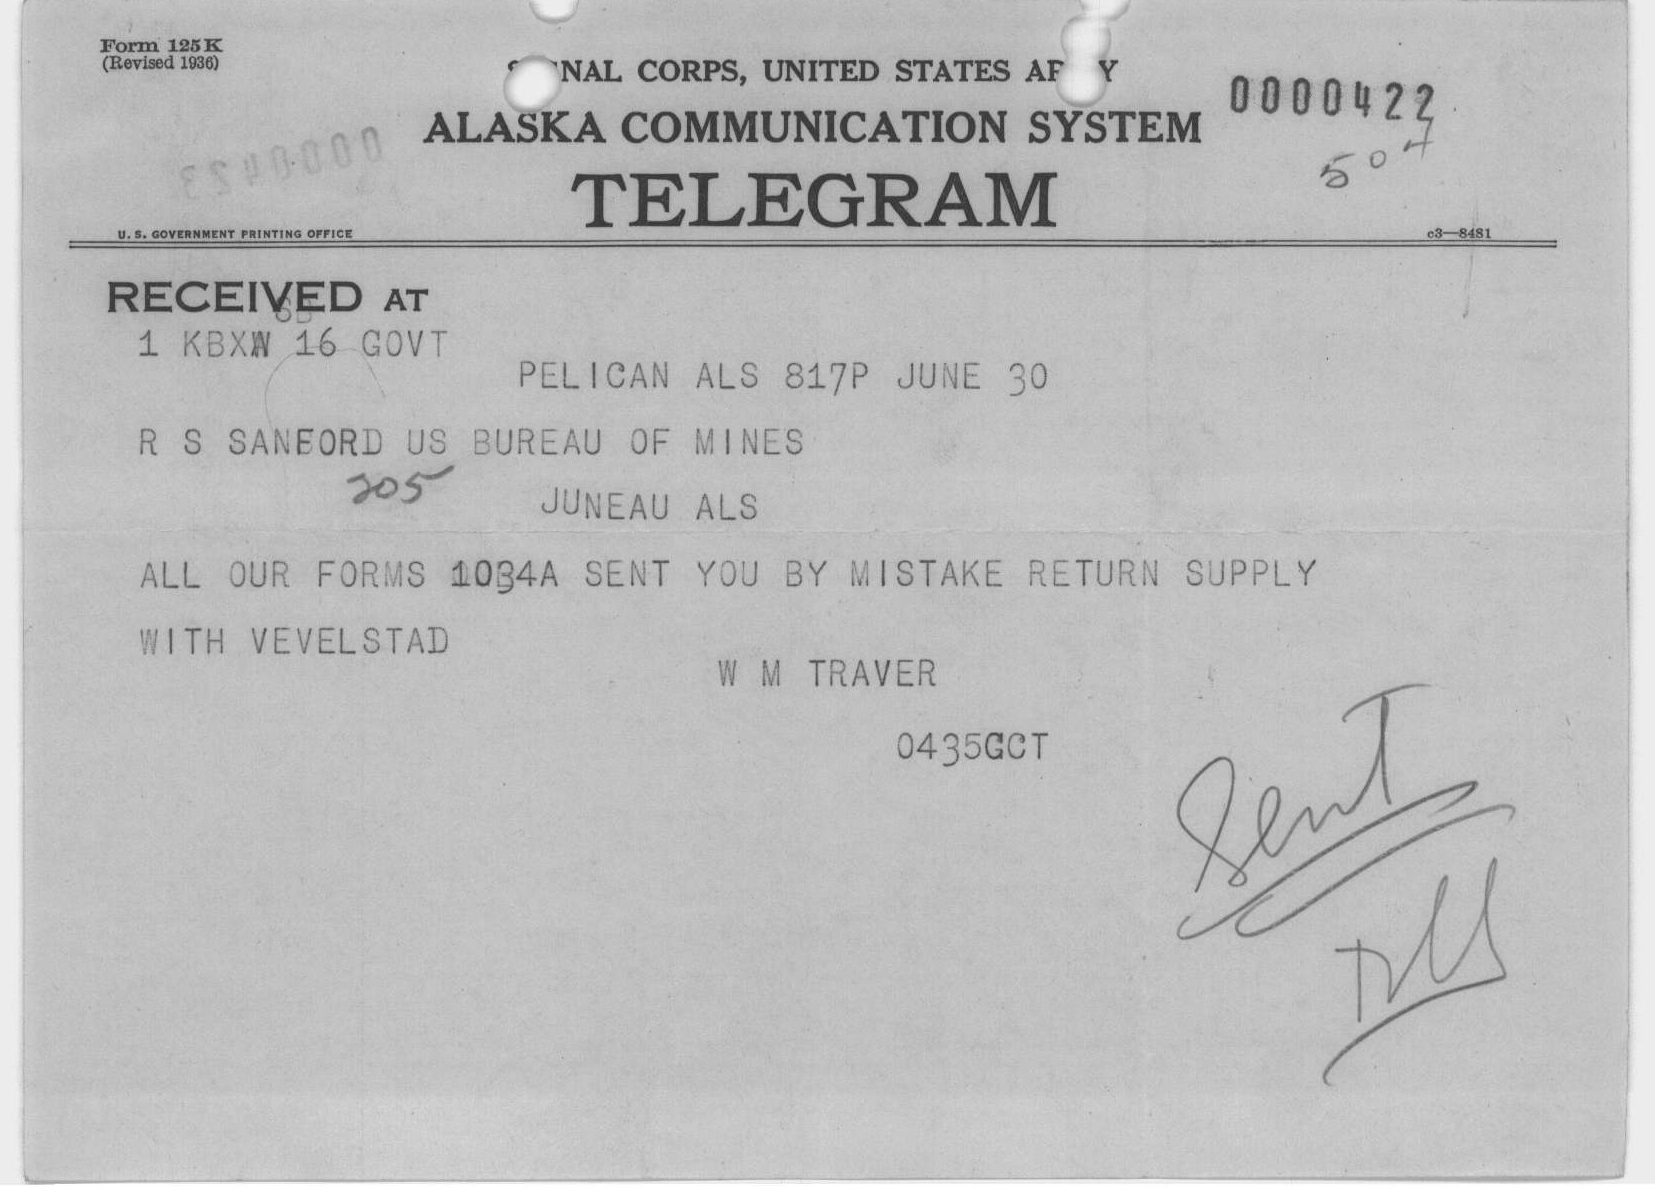 Form 125K
(Revised 1936)
NAL CORPS, UNITED STATES AR Y
0000422
ALASKA COMMUNICATION SYSTEM
504
0000423
TELEGRAM
U. S. GOVERNMENT PRINTING OFFICE
c3—8481
RECEIVED AT
1 KBXW 16 GOVT
PELICAN ALS 817P JUNE 30
R S SANFORD US BUREAU OF MINES
205
JUNEAU ALS
ALL OUR FORMS 1034A SENT YOU BY MISTAKE RETURN SUPPLY
WITH VEVELSTAD
W M TRAVER
0435GCT
Sent